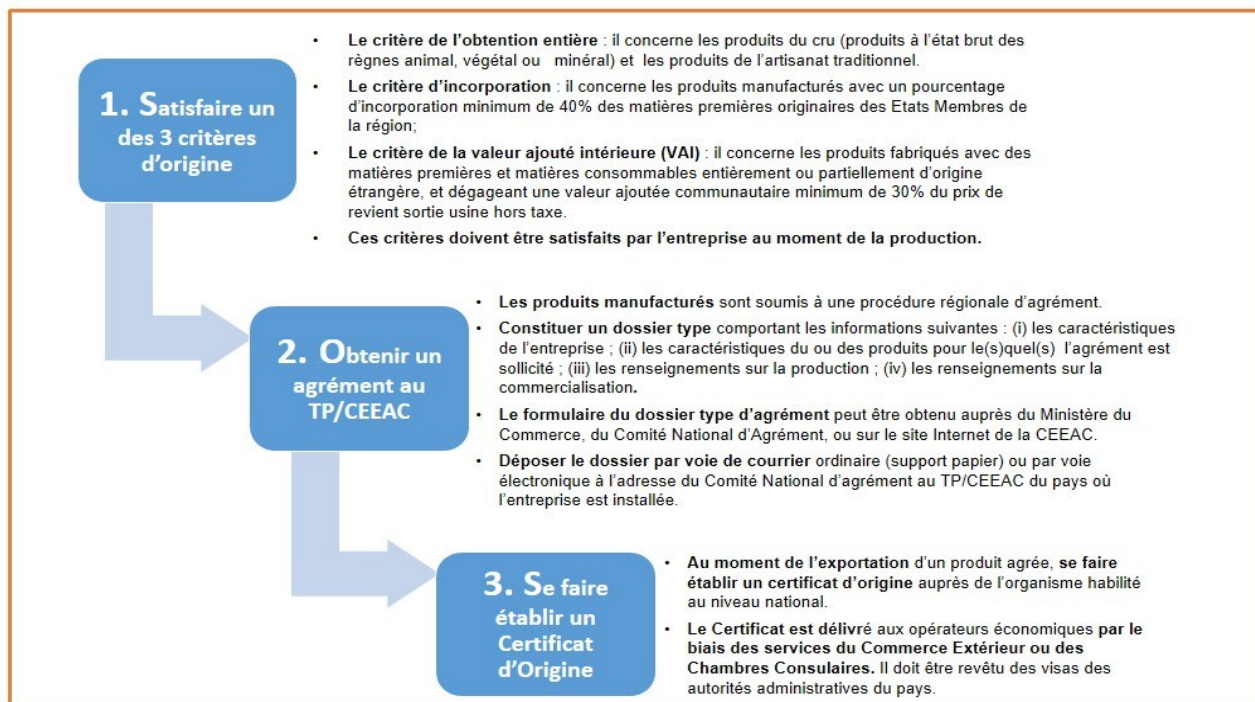 1. Satisfaire un
des 3 critères
d'origine
• Le critère de l'obtention entière : il concerne les produits du cru (produits à l'état brut des
règnes animal, végétal ou minéral) et les produits de l'artisanat traditionnel.
• Le critère d'incorporation : il concerne les produits manufacturés avec un pourcentage
d'incorporation minimum de 40% des matières premières originaires des Etats Membres de
la région;
• Le critère de la valeur ajouté intérieure (VAI) : il concerne les produits fabriqués avec des
matières premières et matières consommables entièrement ou partiellement d'origine
étrangère, et dégageant une valeur ajoutée communautaire minimum de 30% du prix de
revient sortie usine hors taxe.
• Ces critères doivent être satisfaits par l'entreprise au moment de la production.
2. Obtenir un
agrément au
TP/CEEAC
• Les produits manufacturés sont soumis à une procédure régionale d'agrément.
• Constituer un dossier type comportant les informations suivantes : (i) les caractéristiques
de l'entreprise ; (ii) les caractéristiques du ou des produits pour le(s)quel(s) l'agrément est
sollicité ; (iii) les renseignements sur la production ; (iv) les renseignements sur la
commercialisation.
• Le formulaire du dossier type d'agrément peut être obtenu auprès du Ministère du
Commerce, du Comité National d'Agrément, ou sur le site Internet de la CEEAC.
• Déposer le dossier par voie de courrier ordinaire (support papier) ou par voie
électronique à l'adresse du Comité National d'agrément au TP/CEEAC du pays où
l'entreprise est installée.
3. Se faire
établir un
Certificat
d'Origine
• Au moment de l'exportation d'un produit agrée, se faire
établir un certificat d'origine auprès de l'organisme habilité
au niveau national.
• Le Certificat est délivré aux opérateurs économiques par le
biais des services du Commerce Extérieur ou des
Chambres Consulaires. Il doit être revêtu des visas des
autorités administratives du pays.